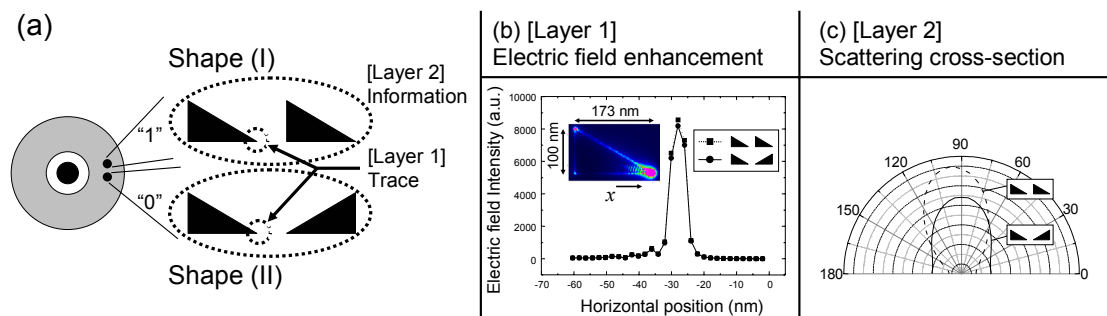 (a)
Shape (I)
[Layer 2]
Information
"1"
[Layer 1]
Trace
"0"
Shape (II)
(b) [Layer 1]
Electric field enhancement
Electric field Intensity (a.u.)
10000
8000
6000
4000
2000
0
173 nm
100 nm
x
-70
-60
-50
-40
-30
-20
-10
0
Horizontal position (nm)
(c) [Layer 2]
Scattering cross-section
90
120
60
150
30
180
0